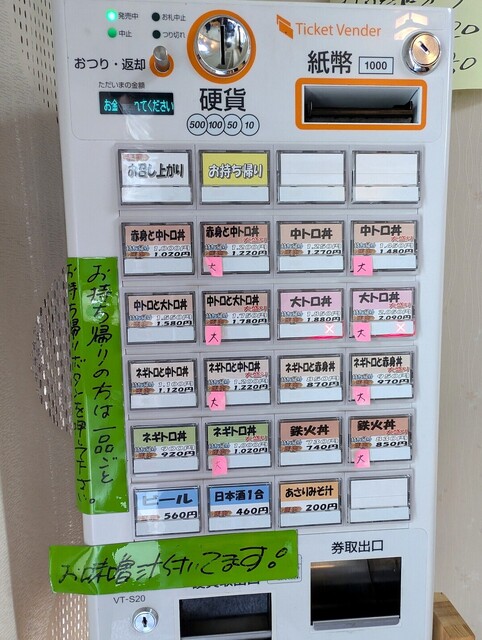 発売中
お札中止
中止
つり切れ
おつり・返却
ただいまの金額
Ticket Vender
紙幣 1000
硬貨
500 100 50 10
お召し上がり
お持ち帰り
赤身と中トロ丼
1,020円
赤身と中トロ丼
大
1,220円
中トロ丼
1,270円
中トロ丼
大
1,480円
中トロと大トロ丼
1,580円
中トロと大トロ丼
大
1,780円
大トロ丼
1,880円
大トロ丼
大
2,090円
ネギトロと中トロ丼
1,120円
ネギトロと中トロ丼
大
1,220円
ネギトロと赤身丼
870円
ネギトロと赤身丼
大
970円
ネギトロ丼
920円
ネギトロ丼
大
1,020円
鉄火丼
740円
鉄火丼
大
850円
ビール
560円
日本酒1合
460円
あさりみそ汁
200円
お持ち帰りの方は一品ごと
お持ち帰りボタンを押して下さい。
お味噌汁付いてます。
券取出口
VT-S20